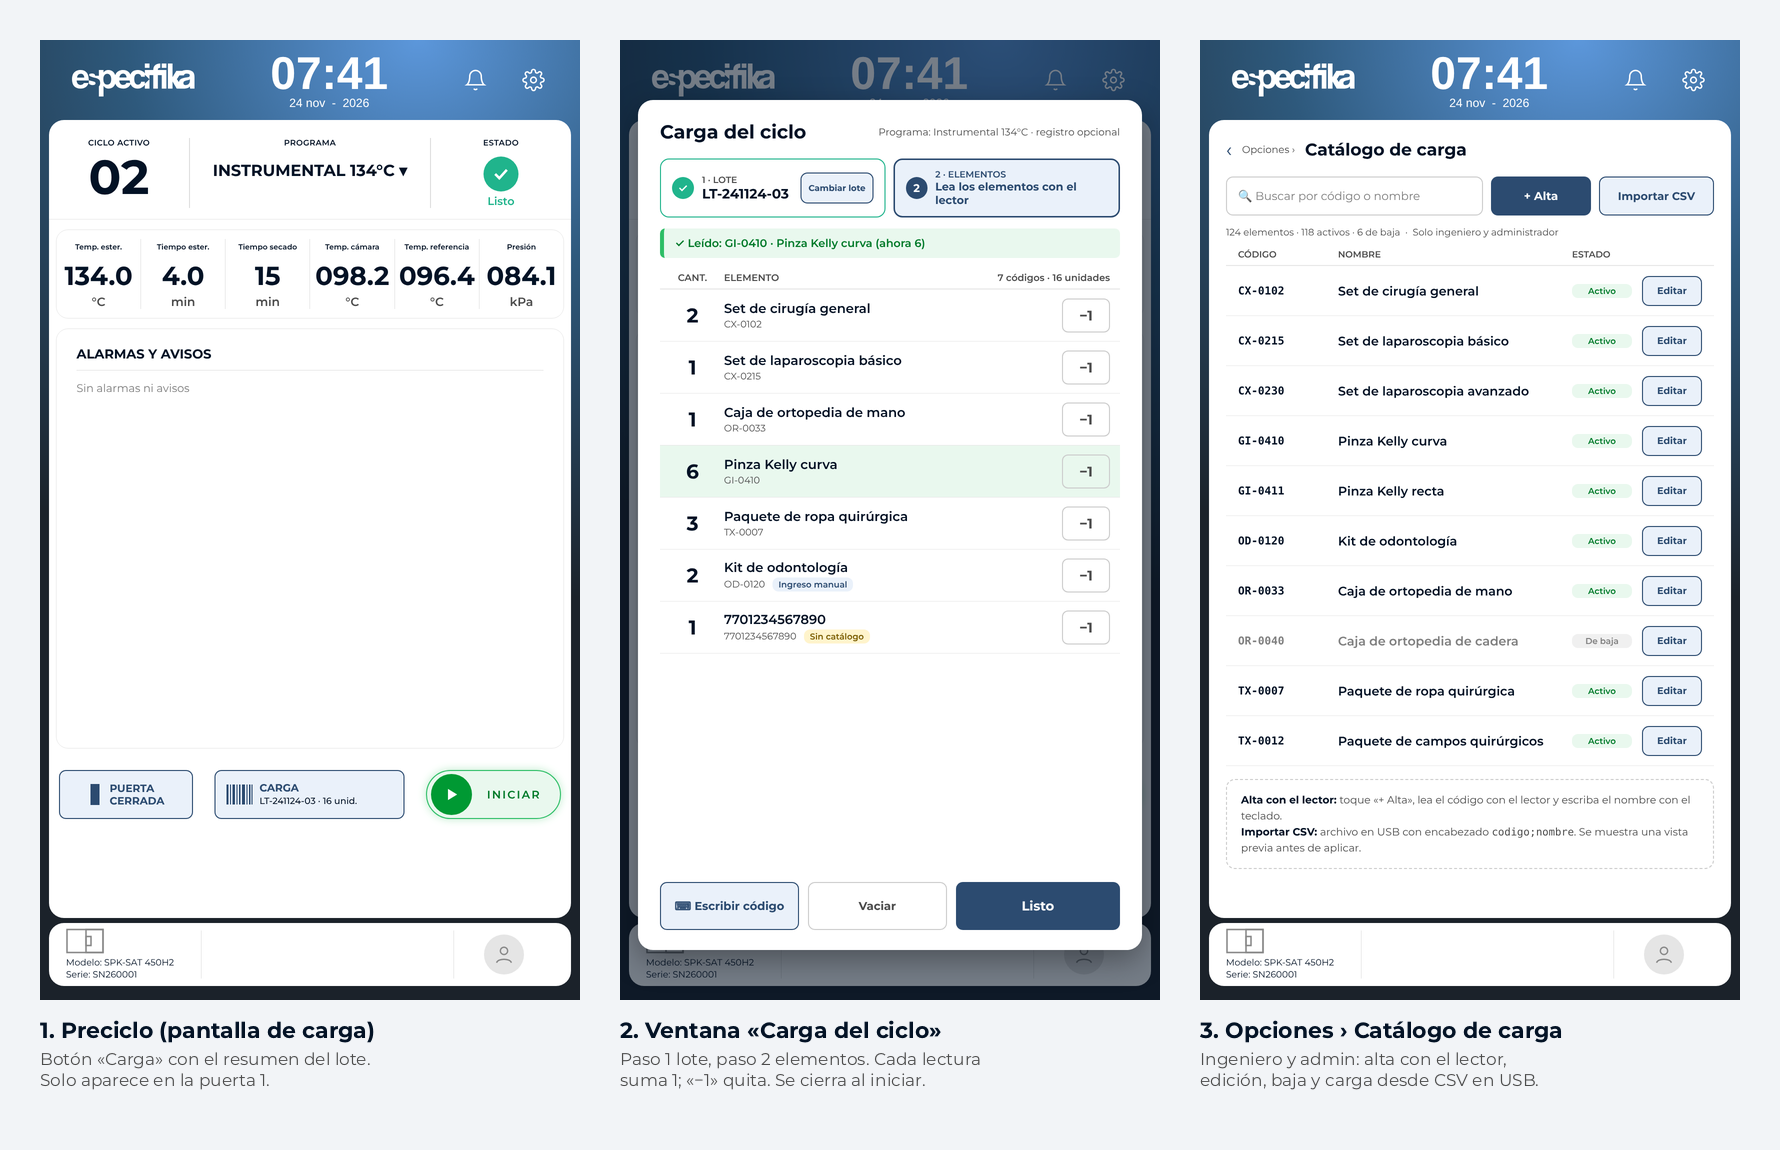 e·specifika
07:41
24 nov - 2026
CICLO ACTIVO
02
PROGRAMA
INSTRUMENTAL 134°C ▾
ESTADO
Listo
Temp. ester.
134.0
°C
Tiempo ester.
4.0
min
Tiempo secado
15
min
Temp. cámara
098.2
°C
Temp. referencia
096.4
°C
Presión
084.1
kPa
ALARMAS Y AVISOS
Sin alarmas ni avisos
PUERTA
CERRADA
CARGA
LT-241124-03 · 16 unid.
INICIAR
Modelo: SPK-SAT 450H2
Serie: SN260001
1. Preciclo (pantalla de carga)
Botón «Carga» con el resumen del lote.
Solo aparece en la puerta 1.
e·specifika
07:41
Carga del ciclo
Programa: Instrumental 134°C · registro opcional
1 · LOTE
LT-241124-03
Cambiar lote
2
2 · ELEMENTOS
Lea los elementos con el
lector
✓ Leído: GI-0410 · Pinza Kelly curva (ahora 6)
CANT. ELEMENTO 7 códigos · 16 unidades
2 Set de cirugía general −1
CX-0102
1 Set de laparoscopia básico −1
CX-0215
1 Caja de ortopedia de mano −1
OR-0033
6 Pinza Kelly curva −1
GI-0410
3 Paquete de ropa quirúrgica −1
TX-0007
2 Kit de odontología −1
OD-0120 Ingreso manual
1 7701234567890 −1
7701234567890 Sin catálogo
⌨ Escribir código
Vaciar
Listo
Modelo: SPK-SAT 450H2
Serie: SN260001
2. Ventana «Carga del ciclo»
Paso 1 lote, paso 2 elementos. Cada lectura
suma 1; «−1» quita. Se cierra al iniciar.
e·specifika
07:41
24 nov - 2026
‹ Opciones › Catálogo de carga
🔍 Buscar por código o nombre
+ Alta
Importar CSV
124 elementos · 118 activos · 6 de baja · Solo ingeniero y administrador
CÓDIGO NOMBRE ESTADO
CX-0102 Set de cirugía general Activo Editar
CX-0215 Set de laparoscopia básico Activo Editar
CX-0230 Set de laparoscopia avanzado Activo Editar
GI-0410 Pinza Kelly curva Activo Editar
GI-0411 Pinza Kelly recta Activo Editar
OD-0120 Kit de odontología Activo Editar
OR-0033 Caja de ortopedia de mano Activo Editar
OR-0040 Caja de ortopedia de cadera De baja Editar
TX-0007 Paquete de ropa quirúrgica Activo Editar
TX-0012 Paquete de campos quirúrgicos Activo Editar
Alta con el lector: toque «+ Alta», lea el código con el lector y escriba el nombre con el
teclado.
Importar CSV: archivo en USB con encabezado codigo;nombre. Se muestra una vista
previa antes de aplicar.
Modelo: SPK-SAT 450H2
Serie: SN260001
3. Opciones › Catálogo de carga
Ingeniero y admin: alta con el lector,
edición, baja y carga desde CSV en USB.